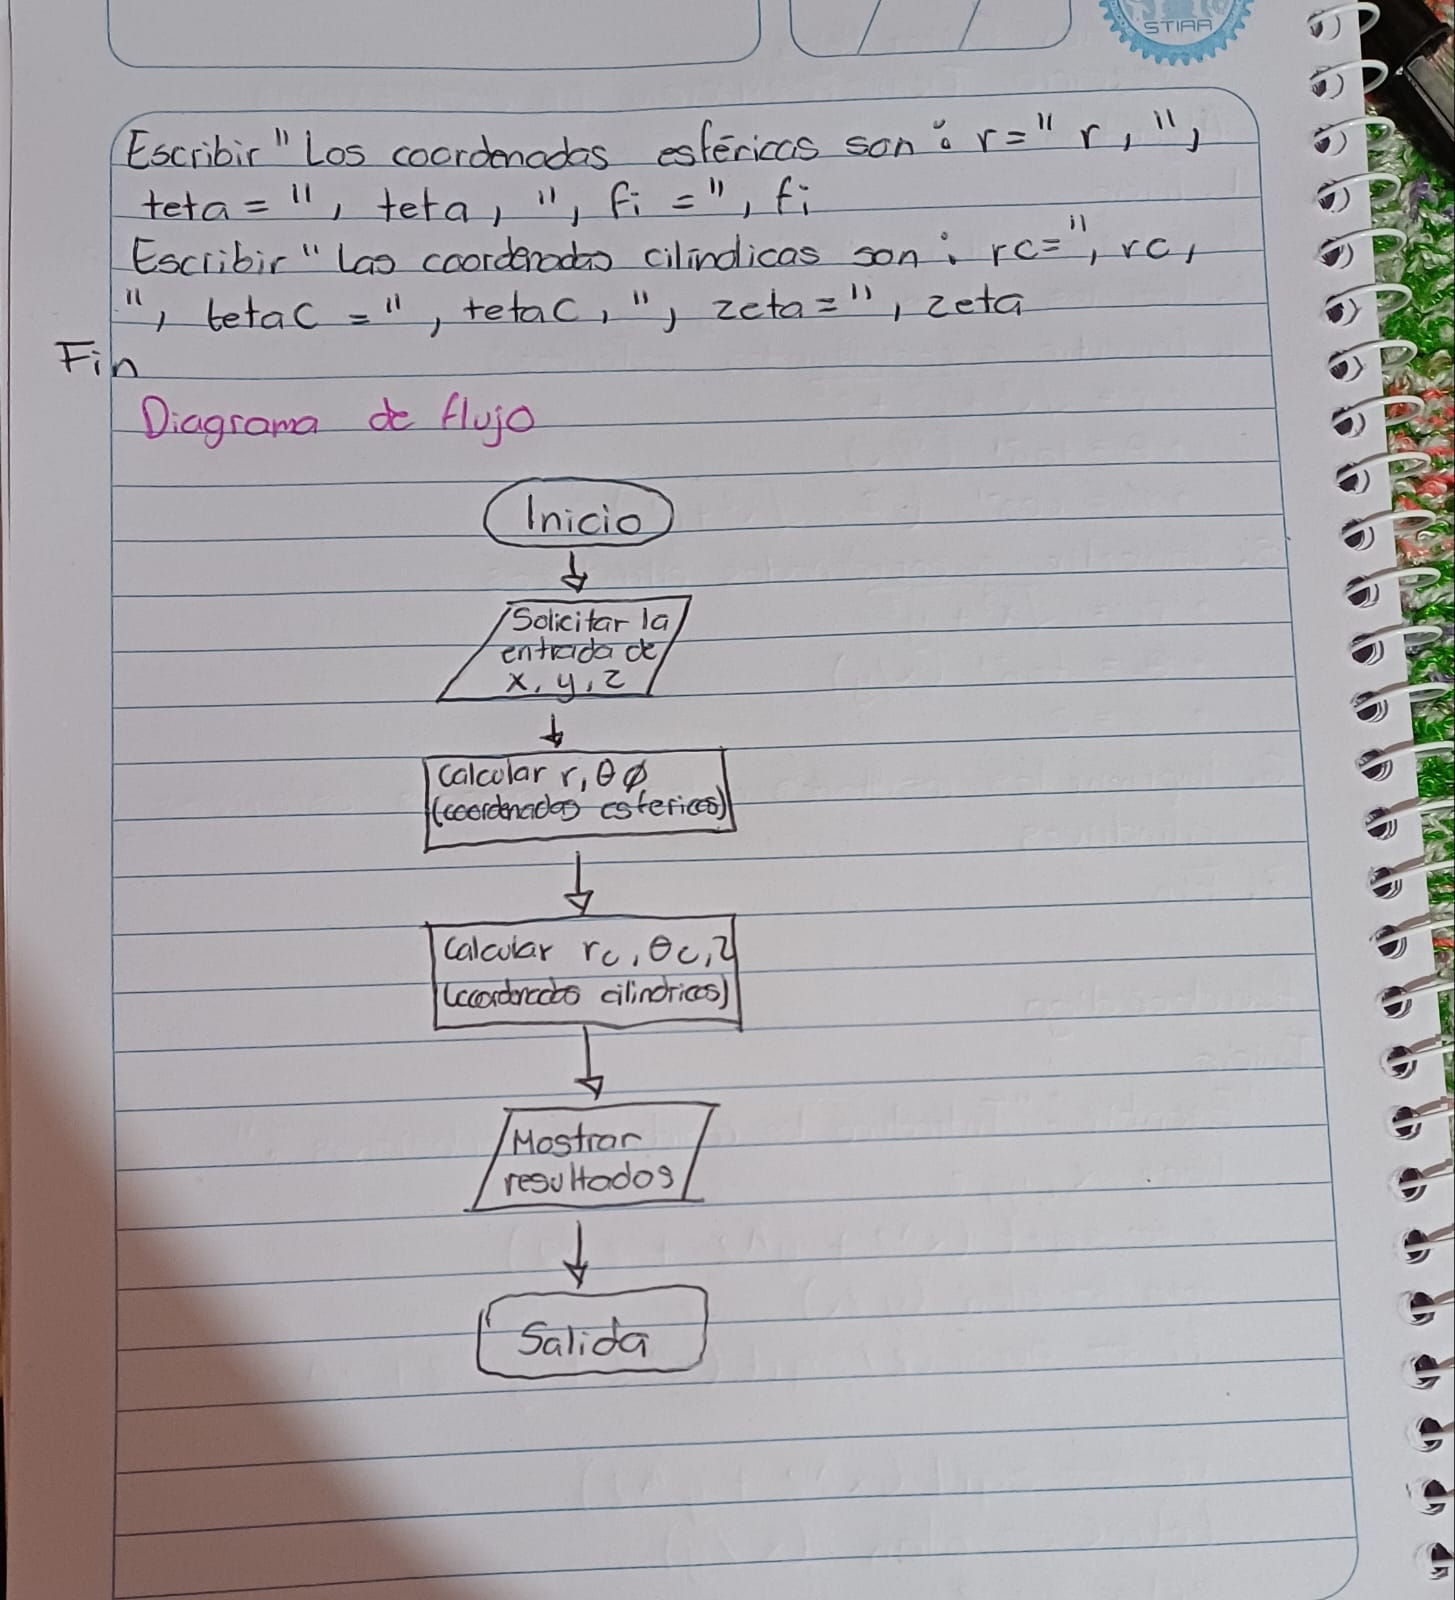 STIAA
Escribir " Los coordenadas esféricas son: r=" r, ",
teta = ", teta, ", fi =", fi
Escribir " Las coordenadas cilíndicas son: rc=", rc,
", tetaC = ", tetaC, ", zeta=", zeta
Fin
Diagrama de flujo
Inicio
Solicitar la
entrada de
x, y, z
Calcular r, θ ϕ
(coordenadas esfericas)
Calcular rc, θc, z
(coordenadas cilindricas)
Mostrar
resultados
Salida